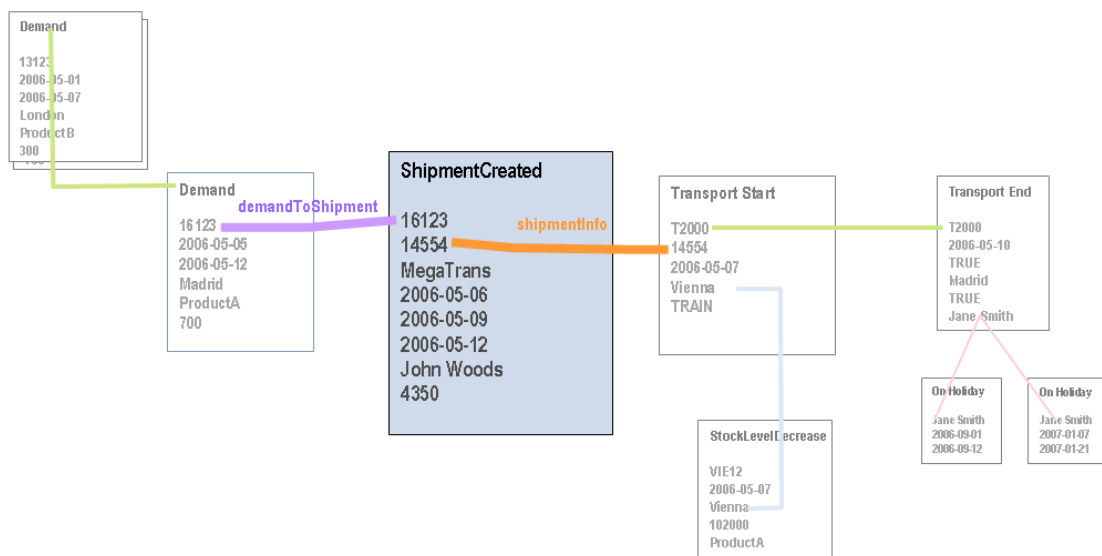 Demand
13123
2006-05-01
2006-05-07
London
ProductB
300
Demand
16123
2006-05-05
2006-05-12
Madrid
ProductA
700
demandToShipment
ShipmentCreated
16123
14554
MegaTrans
2006-05-06
2006-05-09
2006-05-12
John Woods
4350
shipmentInfo
Transport Start
T2000
14554
2006-05-07
Vienna
TRAIN
Transport End
T2000
2006-05-10
TRUE
Madrid
TRUE
Jane Smith
StockLevelDecrease
VIE12
2006-05-07
Vienna
102000
ProductA
On Holiday
Jane Smith
2006-09-01
2006-09-12
On Holiday
Jane Smith
2007-01-07
2007-01-21